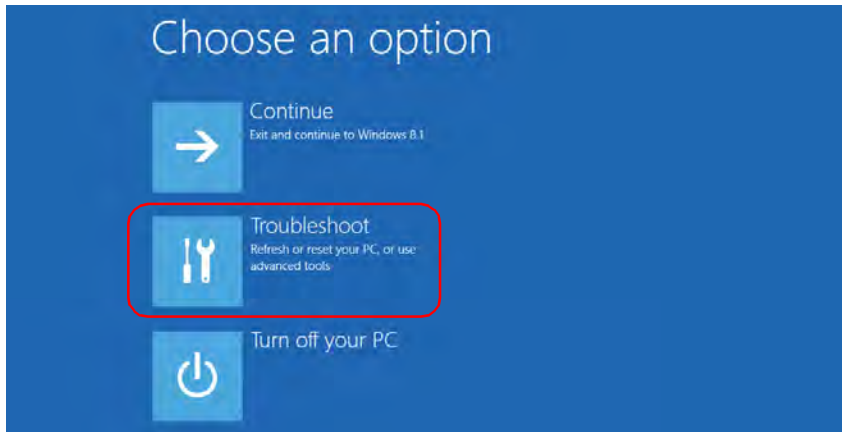 Choose an option
Continue
Exit and continue to Windows 8.1
Troubleshoot
Refresh or reset your PC, or use
advanced tools
Turn off your PC